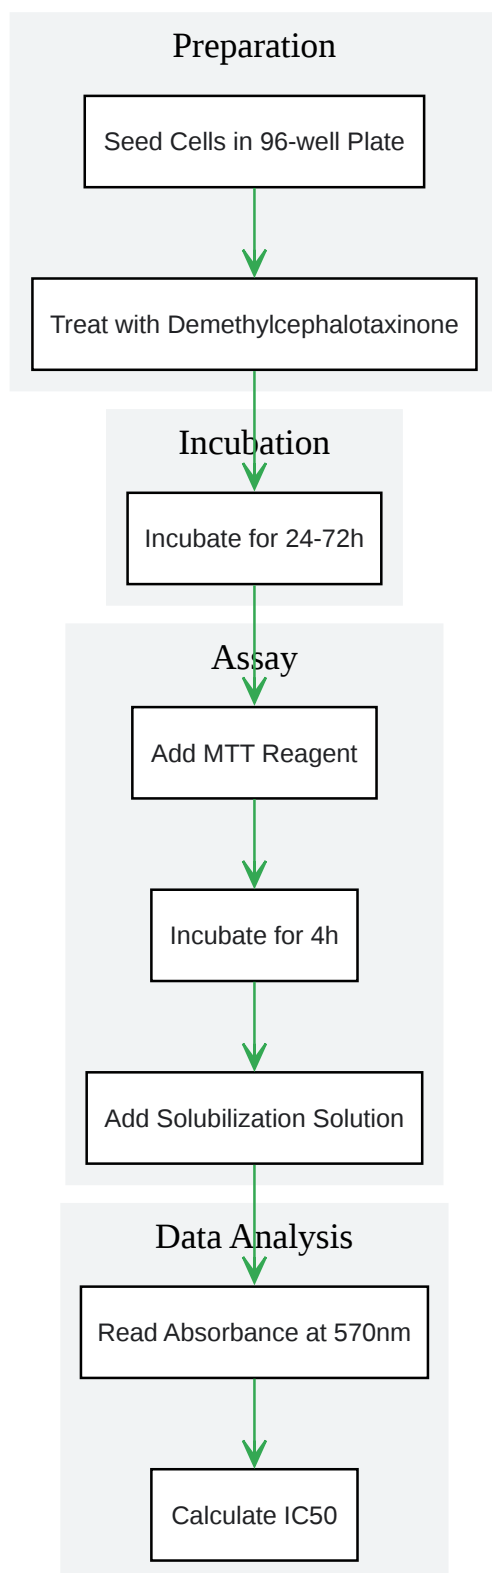 Preparation
Seed Cells in 96-well Plate
Treat with Demethylcephalotaxinone
Incubation
Incubate for 24-72h
Assay
Add MTT Reagent
Incubate for 4h
Add Solubilization Solution
Data Analysis
Read Absorbance at 570nm
Calculate IC50